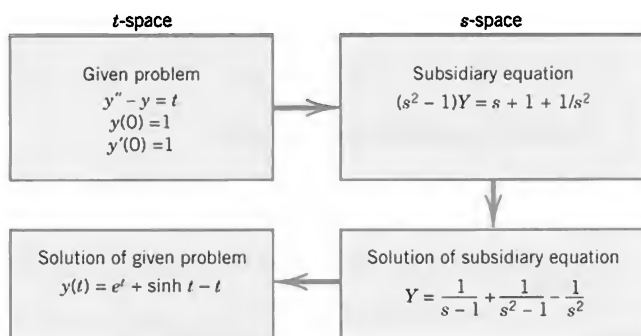 t-space
s-space
Given problem
y″ − y = t
y(0) = 1
y′(0) = 1
Subsidiary equation
(s² − 1)Y = s + 1 + 1/s²
Solution of given problem
y(t) = eᵗ + sinh t − t
Solution of subsidiary equation
Y = 1/(s − 1) + 1/(s² − 1) − 1/s²